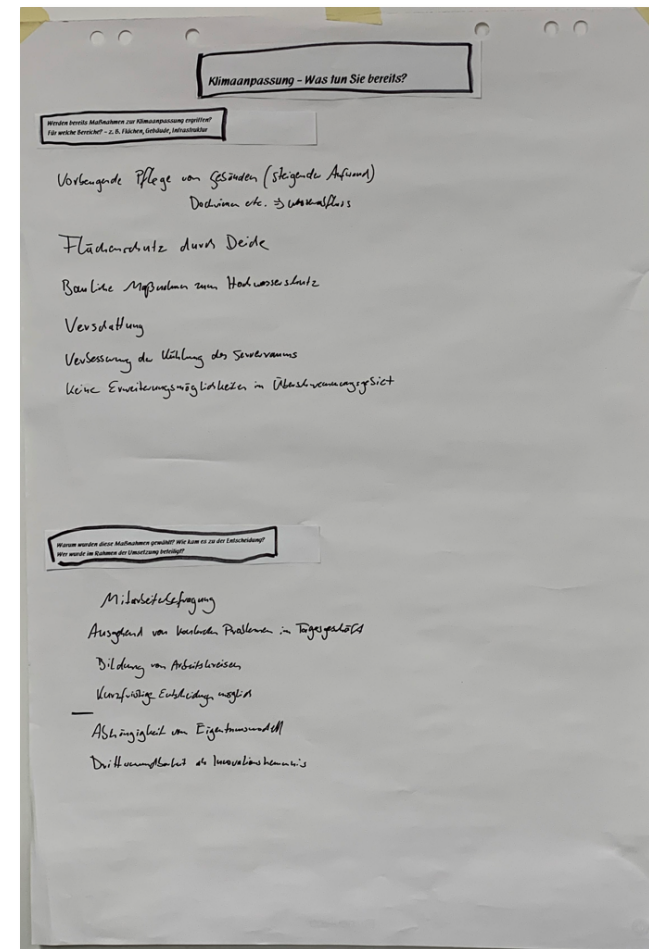 Klimaanpassung – Was tun Sie bereits?
Werden bereits Maßnahmen zur Klimaanpassung ergriffen?
Für welche Bereiche? – z. B. Flächen, Gebäude, Infrastruktur
Vorbeugende Pflege von Gebäuden (steigender Aufwand)
Dachrinnen etc. => Wasserabfluss
Flächenschutz durch Deiche
Bauliche Maßnahmen zum Hochwasserschutz
Verschattung
Verbesserung der Kühlung des Serverraums
Keine Erweiterungsmöglichkeiten in Überschwemmungsgebiet
Warum wurden diese Maßnahmen gewählt? Wie kam es zu der Entscheidung?
Wer wurde im Rahmen der Umsetzung beteiligt?
Mitarbeiterbefragung
Ausgehend von konkreten Problemen im Tagesgeschäft
Bildung von Arbeitskreisen
Kurzfristige Entscheidungen möglich
Abhängigkeit vom Eigentumsmodell
als Innovationshemmnis